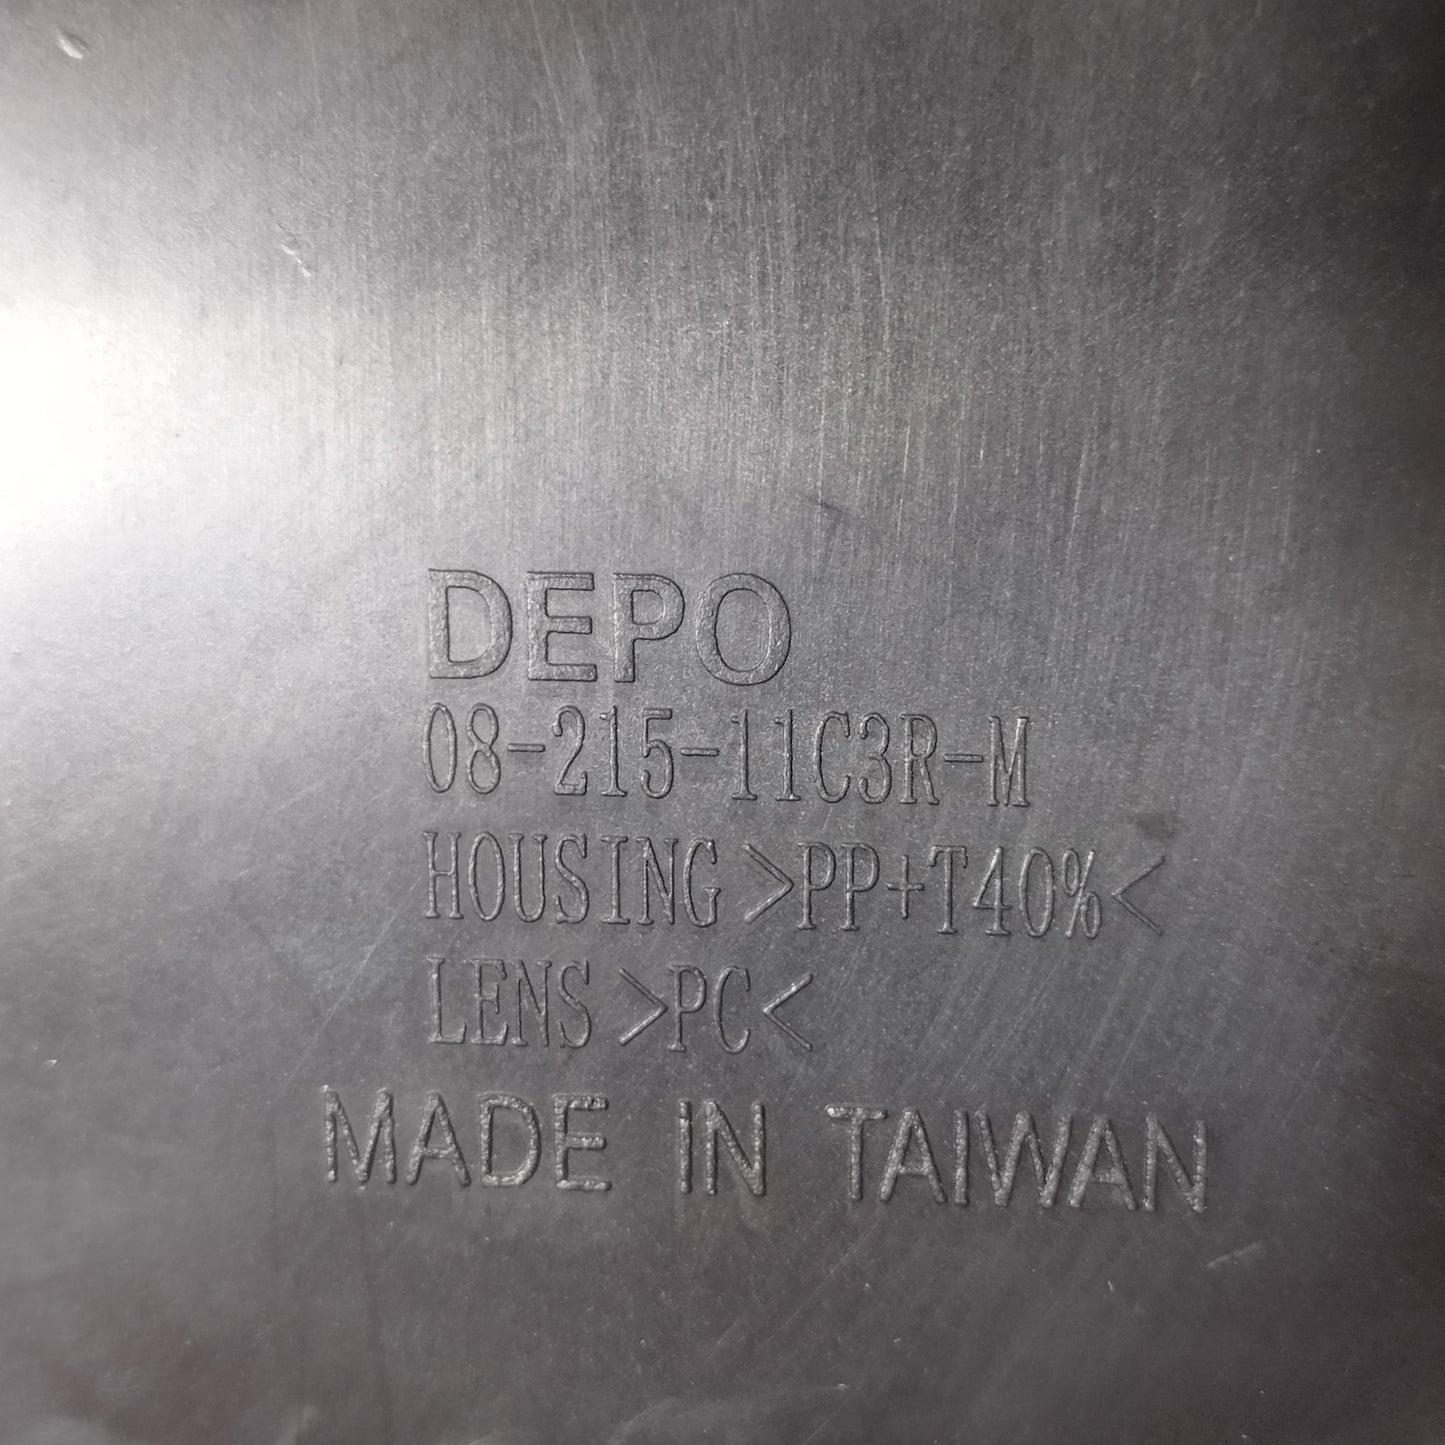 DEPO
08-215-11C3R-M
HOUSING >PP+T40%<
LENS >PC<
MADE IN TAIWAN